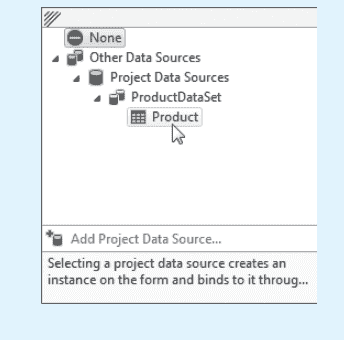 None
Other Data Sources
Project Data Sources
ProductDataSet
Product
Add Project Data Source...
Selecting a project data source creates an
instance on the form and binds to it throug...